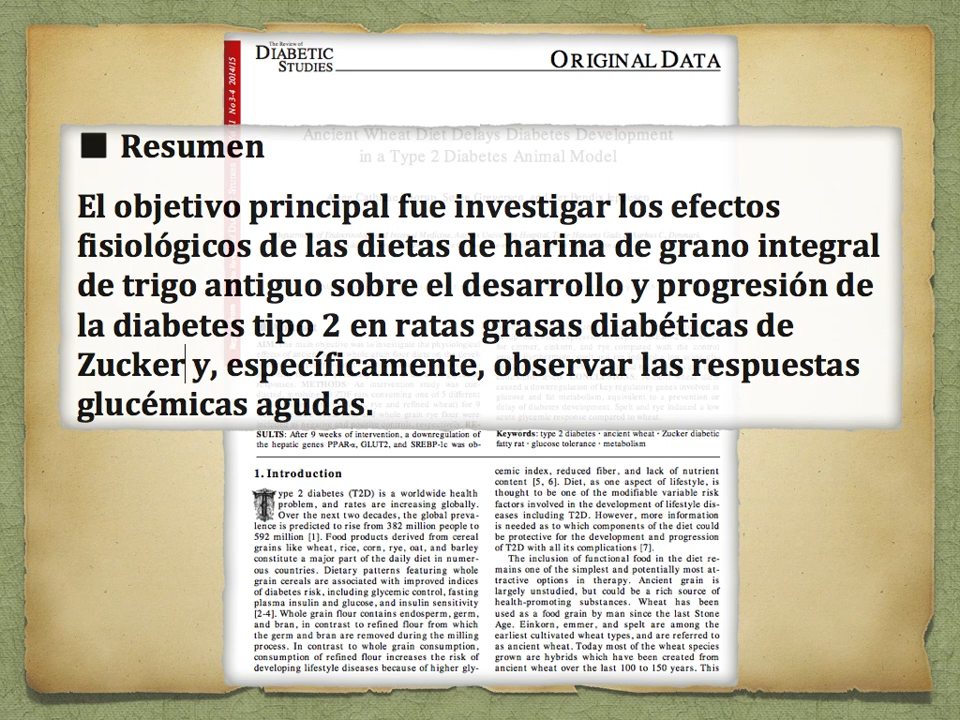 The Review of
DIABETIC
STUDIES
ORIGINAL DATA
No 3-4 2014/15
Ancient Wheat Diet Delays Diabetes Development
in a Type 2 Diabetes Animal Model
■ Resumen
El objetivo principal fue investigar los efectos
fisiológicos de las dietas de harina de grano integral
de trigo antiguo sobre el desarrollo y progresión de
la diabetes tipo 2 en ratas grasas diabéticas de
Zucker y, específicamente, observar las respuestas
glucémicas agudas.
SULTS: After 9 weeks of intervention, a downregulation of
the hepatic genes PPAR-α, GLUT2, and SREBP-1c was ob-
Keywords: type 2 diabetes · ancient wheat · Zucker diabetic
fatty rat · glucose tolerance · metabolism
1. Introduction
Type 2 diabetes (T2D) is a worldwide health
problem, and rates are increasing globally.
Over the next two decades, the global preva-
lence is predicted to rise from 382 million people to
592 million [1]. Food products derived from cereal
grains like wheat, rice, corn, rye, oat, and barley
constitute a major part of the daily diet in numer-
ous countries. Dietary patterns featuring whole
grain cereals are associated with improved indices
of diabetes risk, including glycemic control, fasting
plasma insulin and glucose, and insulin sensitivity
[2-4]. Whole grain flour contains endosperm, germ,
and bran, in contrast to refined flour from which
the germ and bran are removed during the milling
process. In contrast to whole grain consumption,
consumption of refined flour increases the risk of
developing lifestyle diseases because of higher gly-
cemic index, reduced fiber, and lack of nutrient
content [5, 6]. Diet, as one aspect of lifestyle, is
thought to be one of the modifiable variable risk
factors involved in the development of lifestyle dis-
eases including T2D. However, more information
is needed as to which components of the diet could
be protective for the development and progression
of T2D with all its complications [7].
The inclusion of functional food in the diet re-
mains one of the simplest and potentially most at-
tractive options in therapy. Ancient grain is
largely unstudied, but could be a rich source of
health-promoting substances. Wheat has been
used as a food grain by man since the last Stone
Age. Einkorn, emmer, and spelt are among the
earliest cultivated wheat types, and are referred to
as ancient wheat. Today most of the wheat species
grown are hybrids which have been created from
ancient wheat over the last 100 to 150 years. This